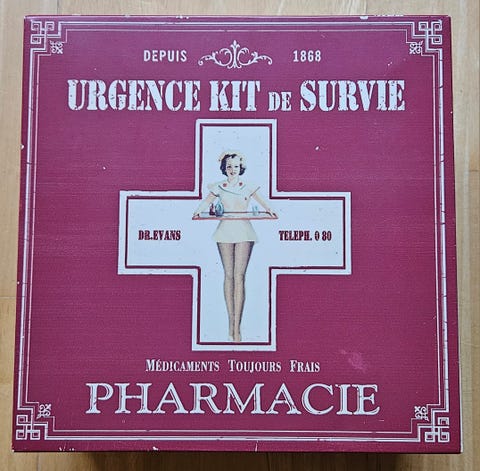 DEPUIS 1868
URGENCE KIT DE SURVIE
DR.EVANS TELEPH. 0 80
MÉDICAMENTS TOUJOURS FRAIS
PHARMACIE